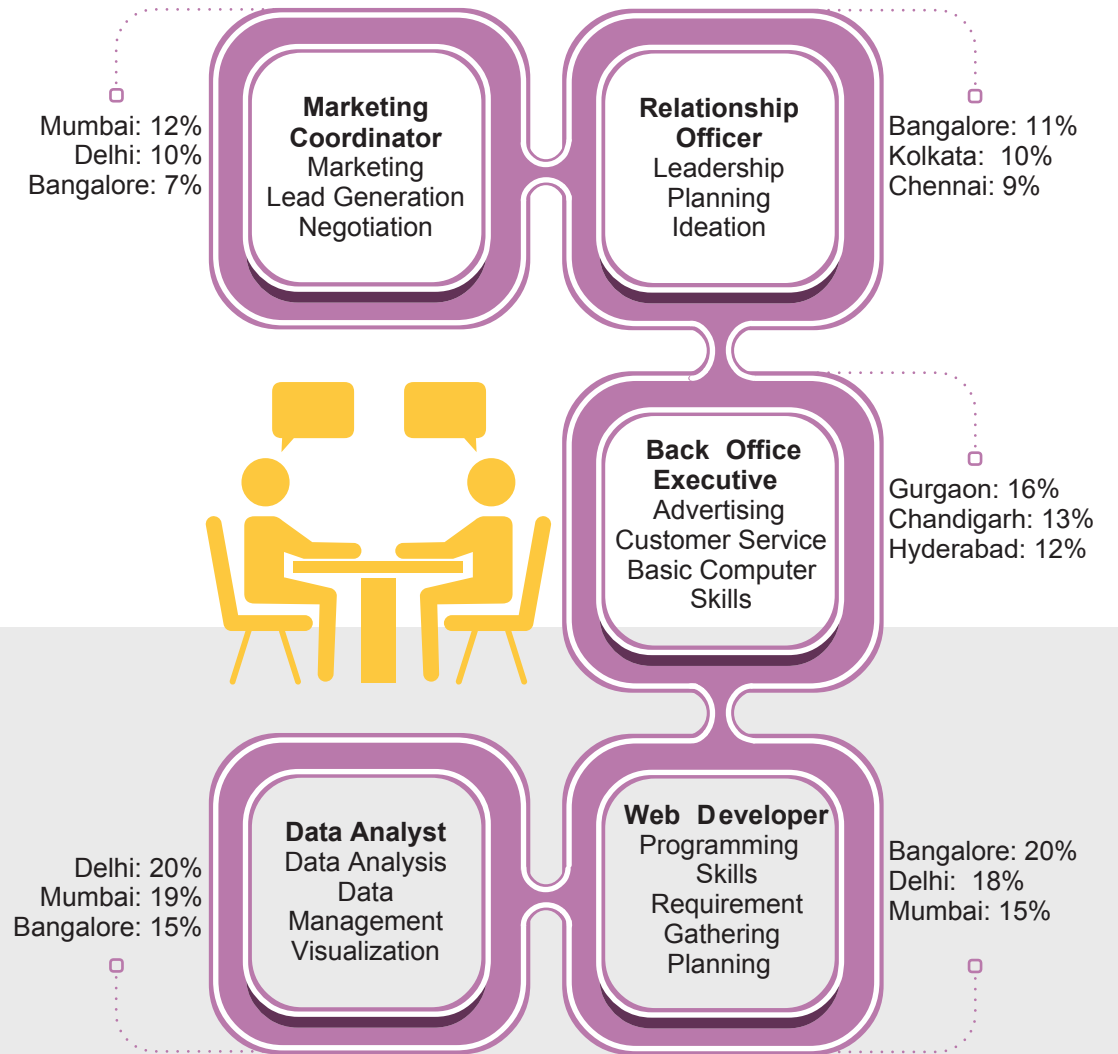 Mumbai: 12%
Delhi: 10%
Bangalore: 7%
Marketing
Coordinator
Marketing
Lead Generation
Negotiation
Relationship
Officer
Leadership
Planning
Ideation
Bangalore: 11%
Kolkata: 10%
Chennai: 9%
Back Office
Executive
Advertising
Customer Service
Basic Computer
Skills
Gurgaon: 16%
Chandigarh: 13%
Hyderabad: 12%
Delhi: 20%
Mumbai: 19%
Bangalore: 15%
Data Analyst
Data Analysis
Data
Management
Visualization
Web Developer
Programming
Skills
Requirement
Gathering
Planning
Bangalore: 20%
Delhi: 18%
Mumbai: 15%